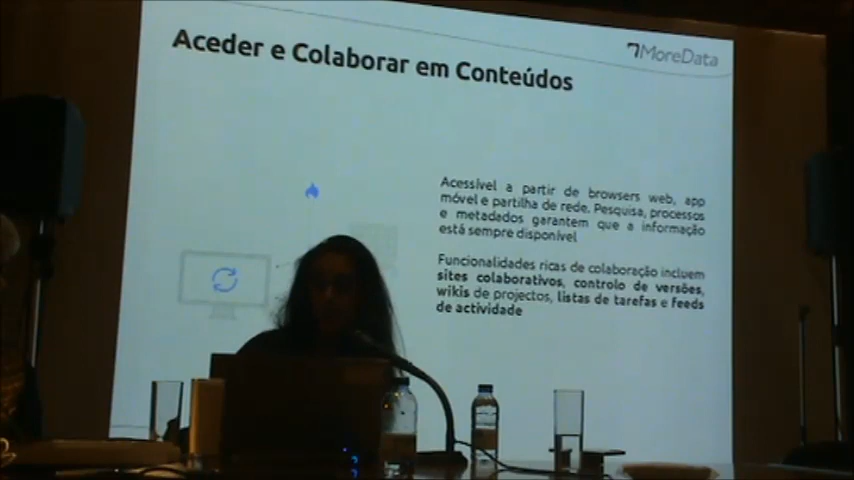 Aceder e Colaborar em Conteúdos
MoreData
Acessível a partir de browsers web, app
móvel e partilha de rede. Pesquisa, processos
e metadados garantem que a informação
está sempre disponível
Funcionalidades ricas de colaboração incluem
sites colaborativos, controlo de versões,
wikis de projectos, listas de tarefas e feeds
de actividade